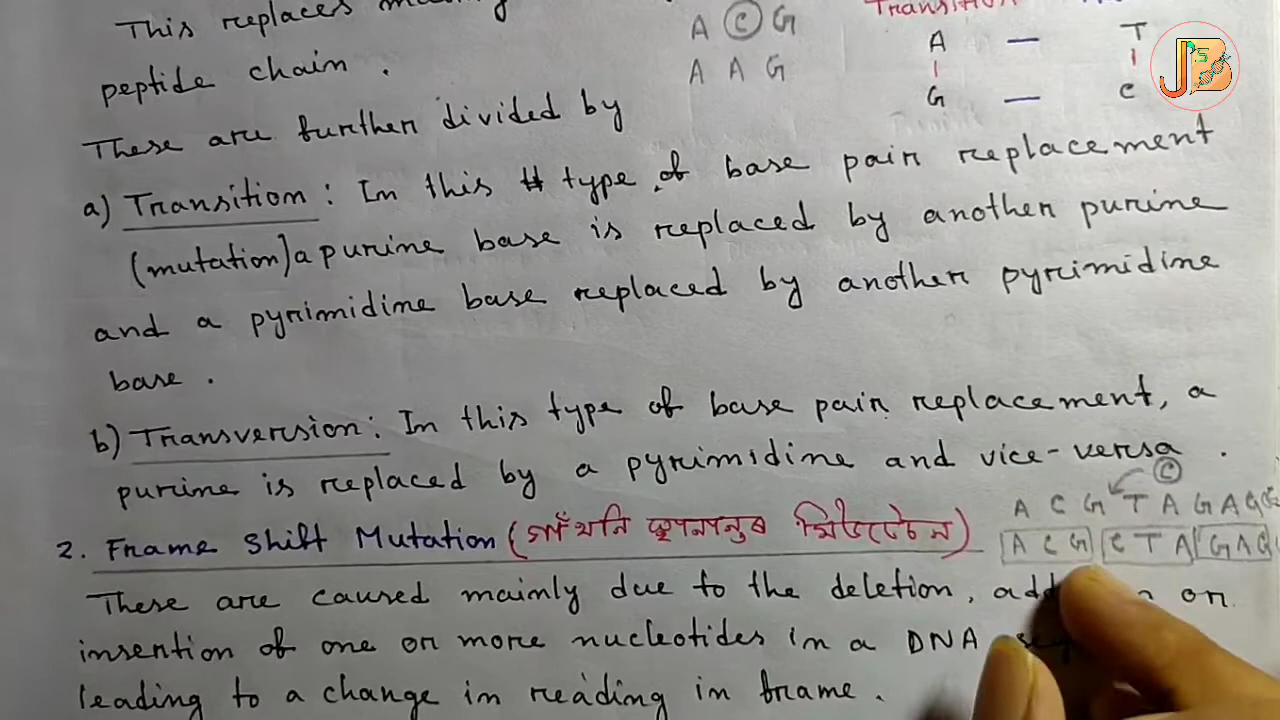 This replaces
A C G
Transition
peptide chain .
A A G
A — T
G — C
These are further divided by
a) Transition : In this type of base pair replacement
(mutation) a purine base is replaced by another purine
and a pyrimidine base replaced by another pyrimidine
base .
b) Transversion : In this type of base pair replacement, a
purine is replaced by a pyrimidine and vice-versa .
C
A C G T A G A G
2. Frame Shift Mutation (
A C G C T A G A G
These are caused mainly due to the deletion, or
insertion of one or more nucleotides in a DNA
leading to a change in reading in frame .
JB